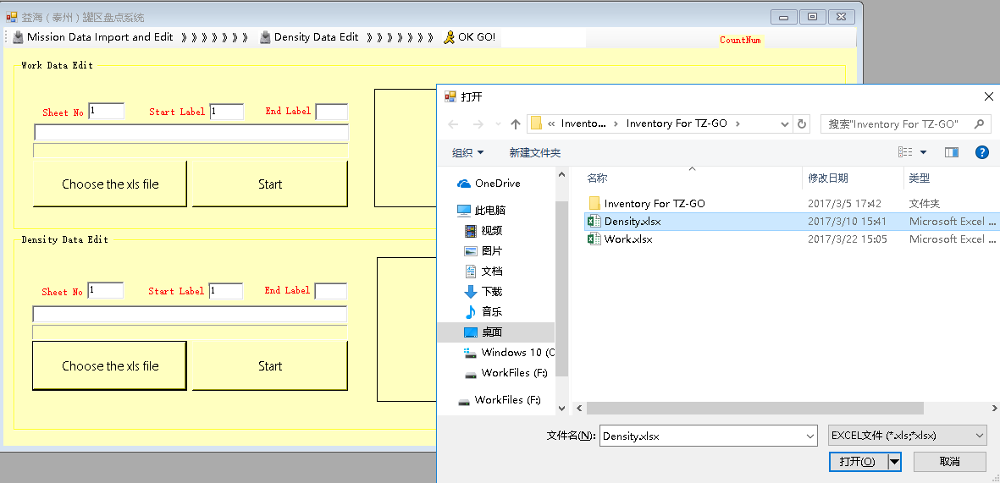 益海（泰州）罐区盘点系统
Mission Data Import and Edit 》》》》》》》 Density Data Edit 》》》》》》》 OK GO!
CountNum
Work Data Edit
Sheet No 1 Start Label 1 End Label
Choose the xls file Start
Density Data Edit
Sheet No 1 Start Label 1 End Label
Choose the xls file Start
打开
« Invento... › Inventory For TZ-GO ›
搜索"Inventory For TZ-GO"
组织 新建文件夹
OneDrive
此电脑
视频
图片
文档
下载
音乐
桌面
Windows 10 (C
WorkFiles (F:)
WorkFiles (F:)
名称 修改日期 类型
Inventory For TZ-GO 2017/3/5 17:42 文件夹
Density.xlsx 2017/3/10 15:41 Microsoft Excel ...
Work.xlsx 2017/3/22 15:05 Microsoft Excel ...
文件名(N): Density.xlsx EXCEL文件 (*.xls;*xlsx)
打开(O) 取消